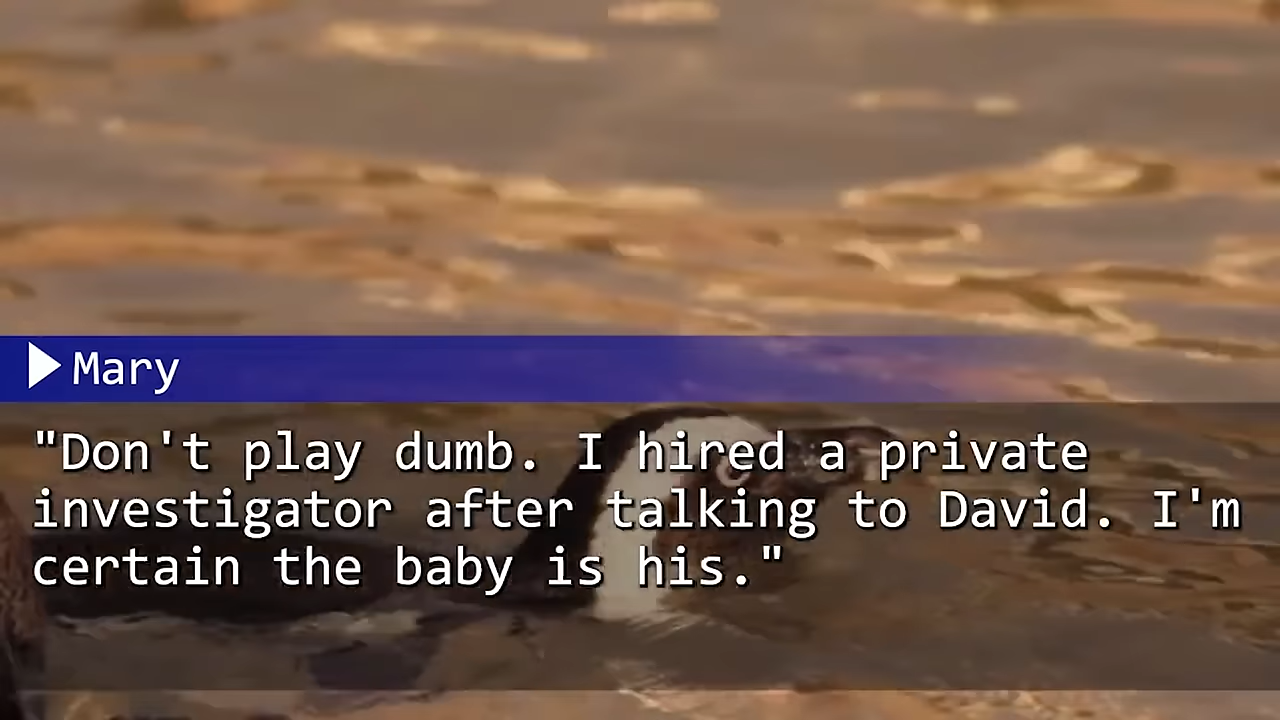 Mary
"Don't play dumb. I hired a private
investigator after talking to David. I'm
certain the baby is his."